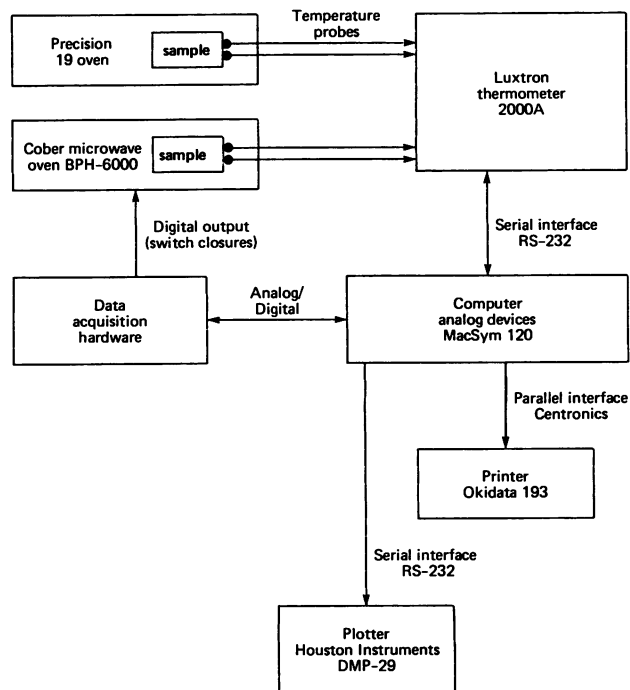 Precision
19 oven
sample
Temperature
probes
Luxtron
thermometer
2000A
Cober microwave
oven BPH-6000
sample
Digital output
(switch closures)
Serial interface
RS-232
Data
acquisition
hardware
Analog/
Digital
Computer
analog devices
MacSym 120
Parallel interface
Centronics
Printer
Okidata 193
Serial interface
RS-232
Plotter
Houston Instruments
DMP-29